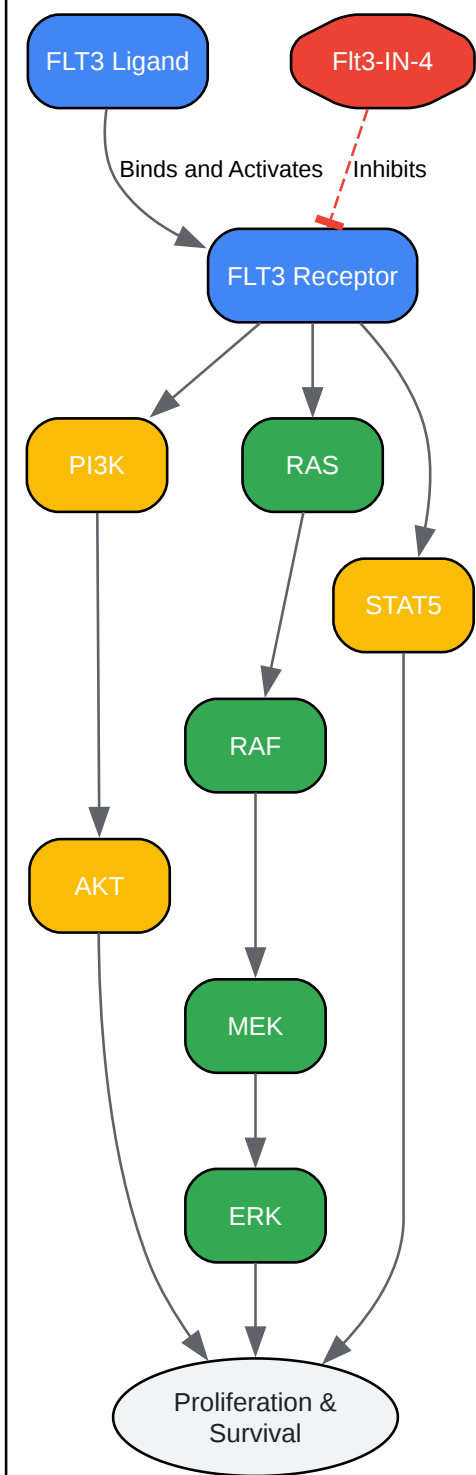 FLT3 Ligand
Flt3-IN-4
Binds and Activates
Inhibits
FLT3 Receptor
PI3K
RAS
STAT5
RAF
AKT
MEK
ERK
Proliferation &
Survival